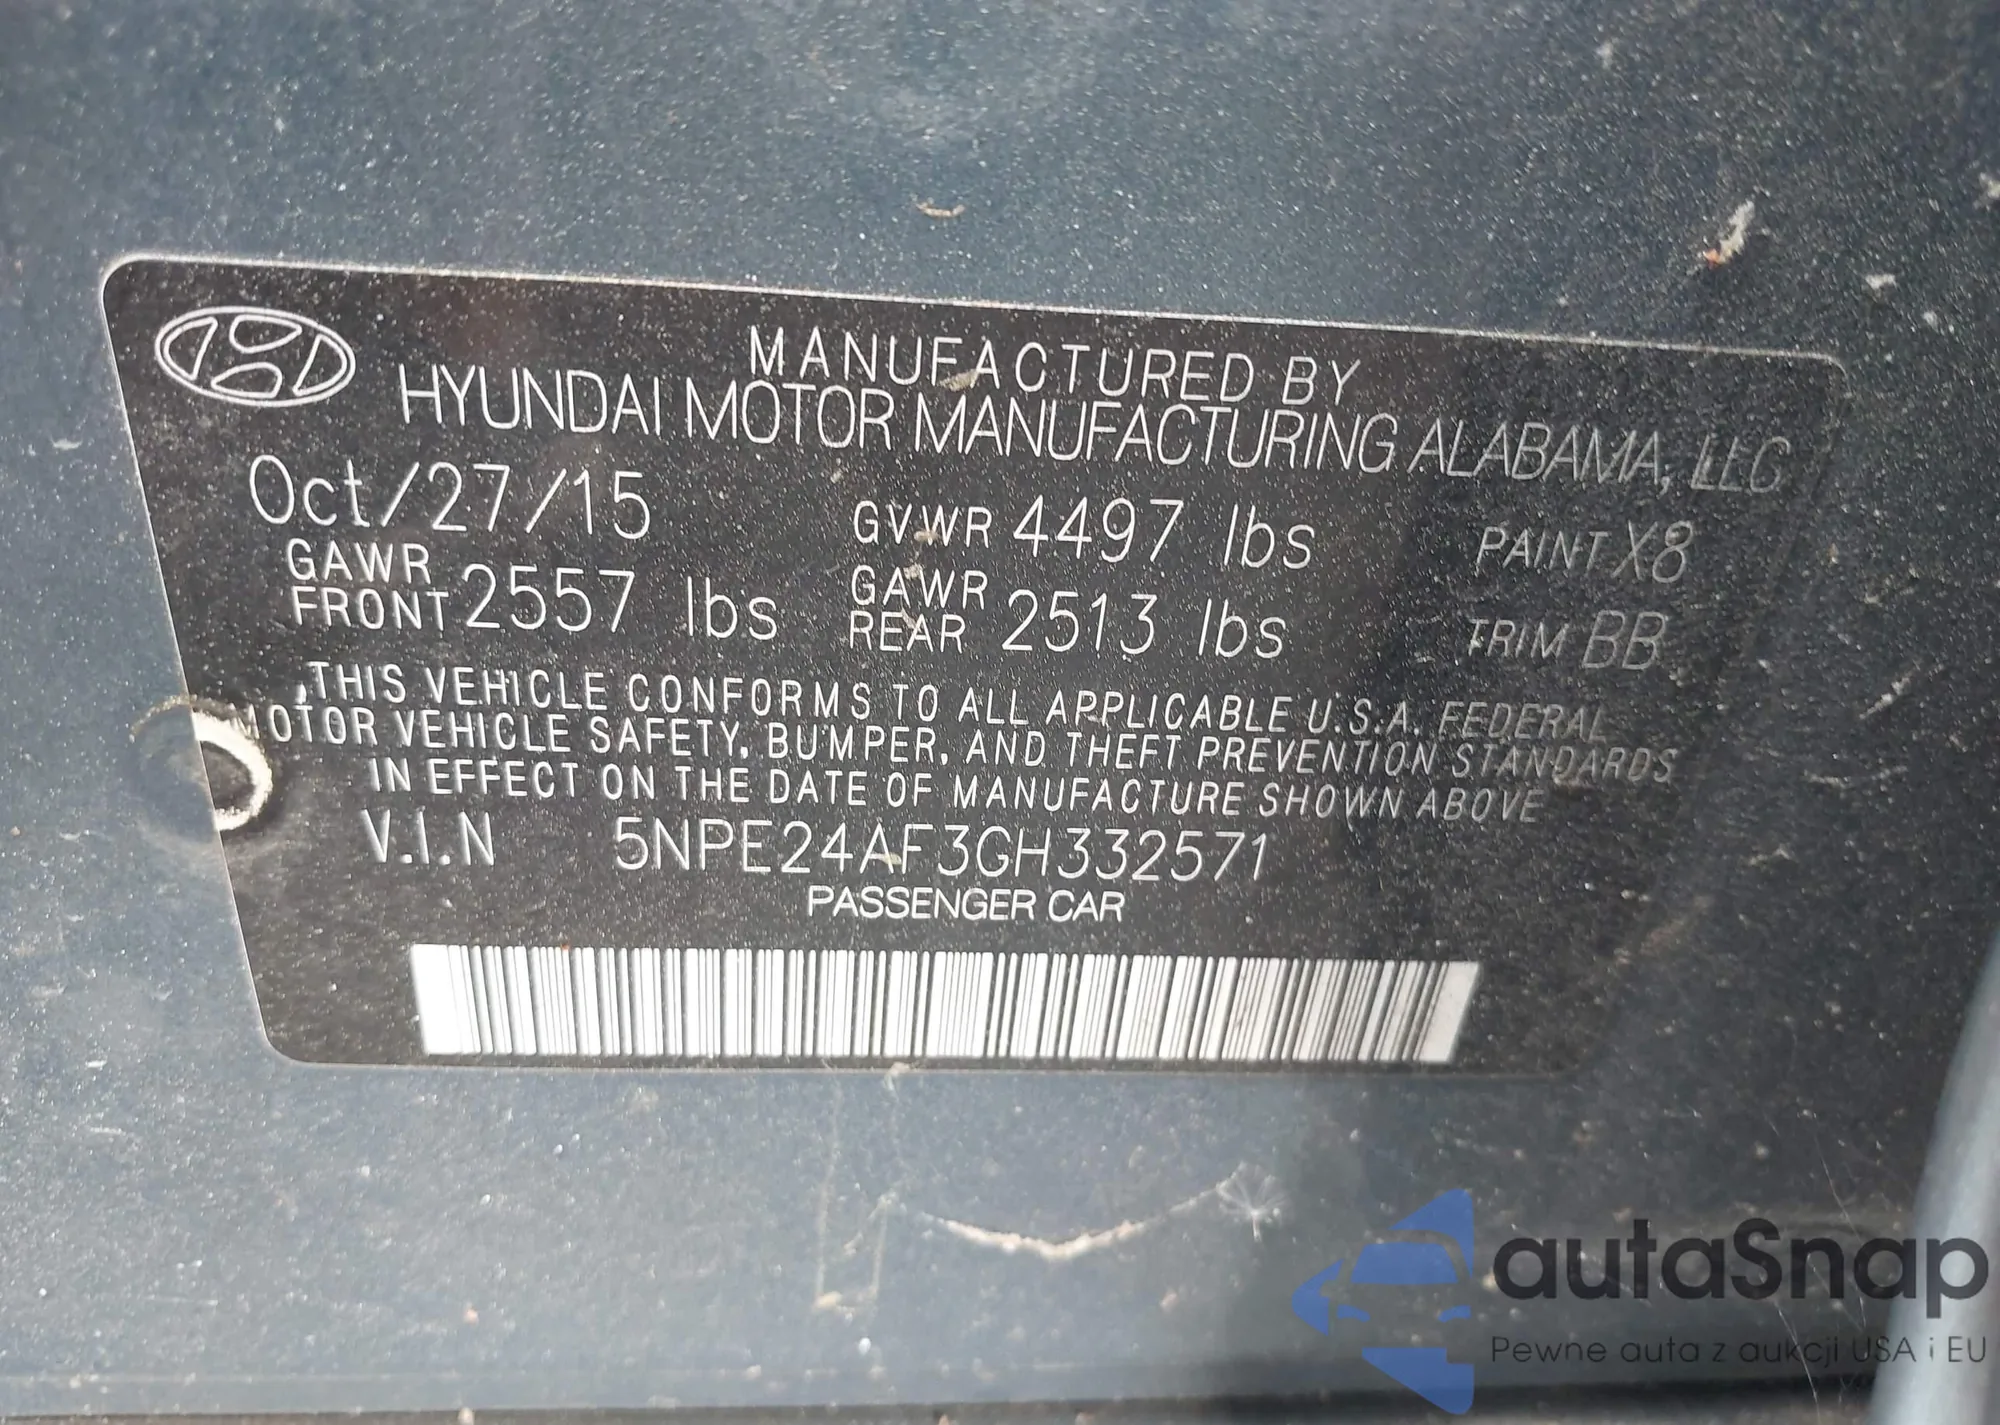 MANUFACTURED BY
HYUNDAI MOTOR MANUFACTURING ALABAMA, LLC
Oct/27/15 GVWR 4497 lbs PAINT X8
GAWR FRONT 2557 lbs GAWR REAR 2513 lbs TRIM BB
THIS VEHICLE CONFORMS TO ALL APPLICABLE U.S.A. FEDERAL
MOTOR VEHICLE SAFETY, BUMPER, AND THEFT PREVENTION STANDARDS
IN EFFECT ON THE DATE OF MANUFACTURE SHOWN ABOVE
V.I.N 5NPE24AF3GH332571
PASSENGER CAR
autaSnap
Pewne auta z aukcji USA i EU